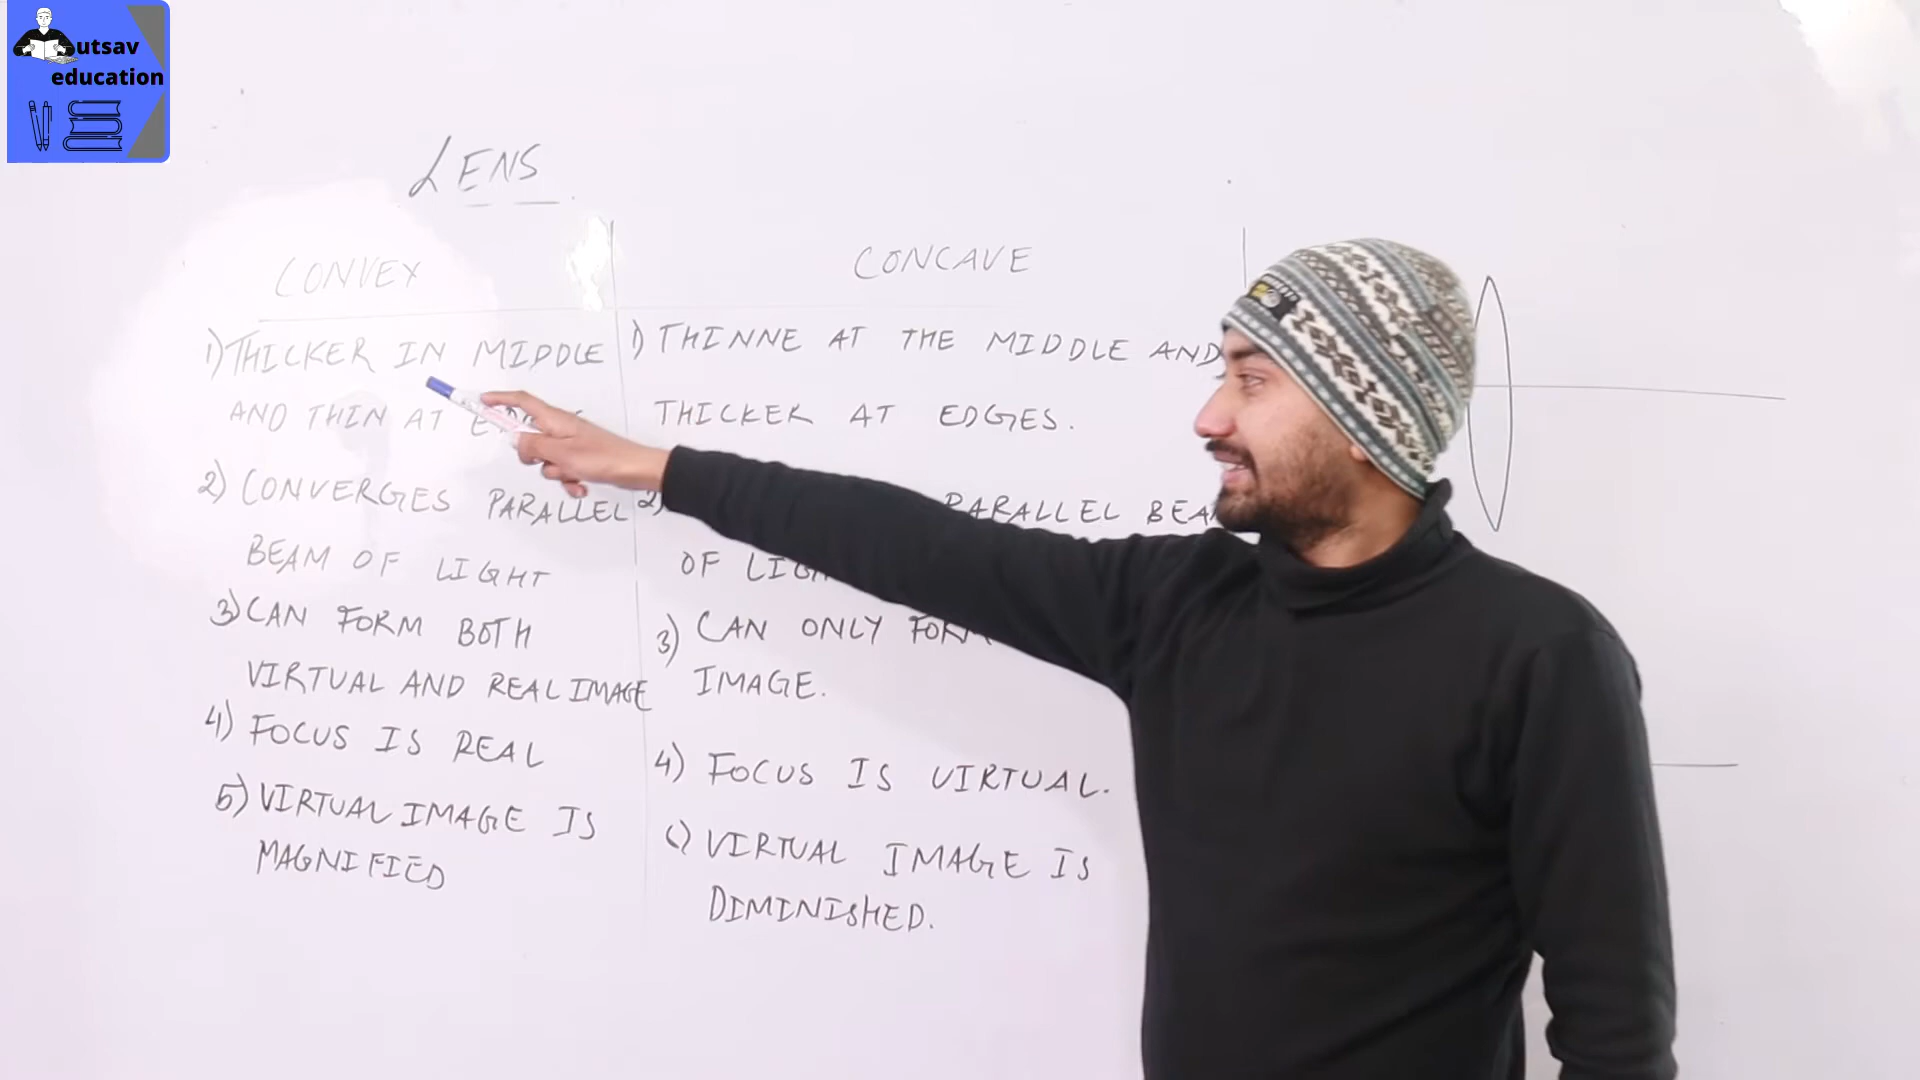 utsav
education
LENS
CONVEX
1) THICKER IN MIDDLE
AND THIN AT
2) CONVERGES PARALLEL
BEAM OF LIGHT
3) CAN FORM BOTH
VIRTUAL AND REAL IMAGE
4) FOCUS IS REAL
5) VIRTUAL IMAGE IS
MAGNIFIED
CONCAVE
1) THINNE AT THE MIDDLE AND
THICKER AT EDGES.
2) PARALLEL
OF
3) CAN ONLY FORM
IMAGE.
4) FOCUS IS VIRTUAL.
VIRTUAL IMAGE IS
DIMINISHED.